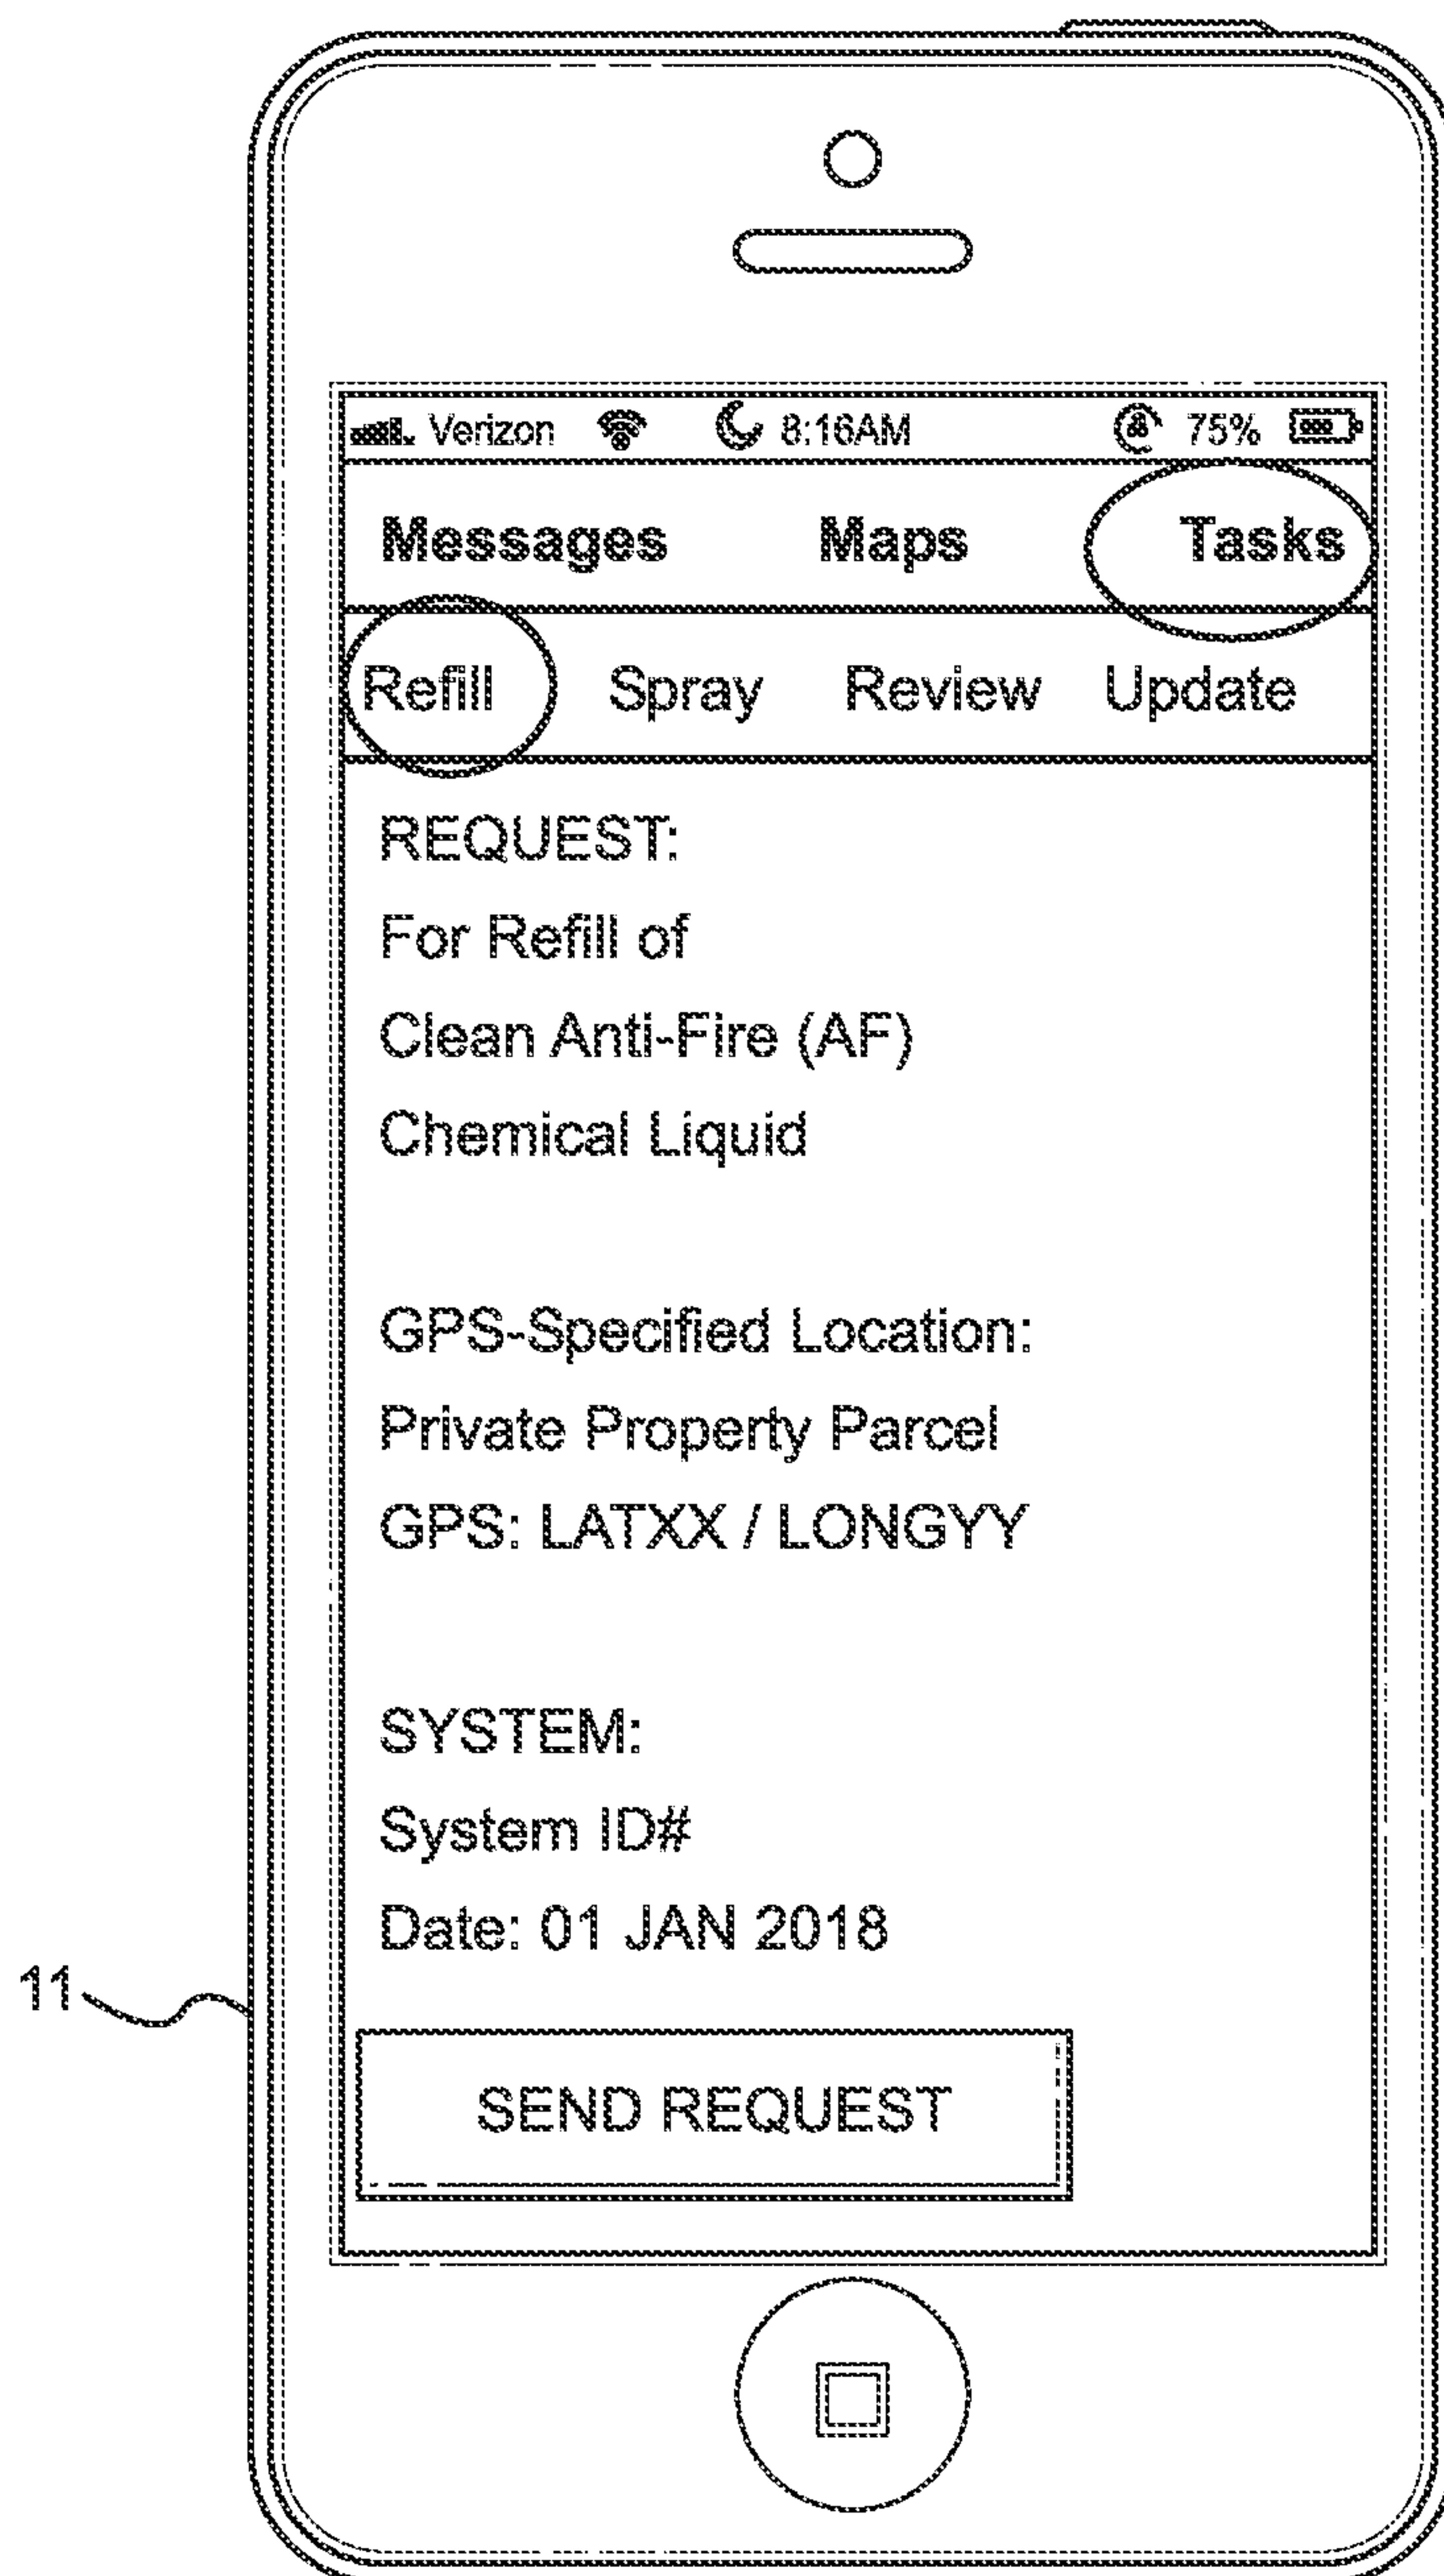 Verizon 8:16AM 75%
Messages Maps Tasks
Refill Spray Review Update
REQUEST:
For Refill of
Clean Anti-Fire (AF)
Chemical Liquid
GPS-Specified Location:
Private Property Parcel
GPS: LATXX / LONGYY
SYSTEM:
System ID#
Date: 01 JAN 2018
11
SEND REQUEST